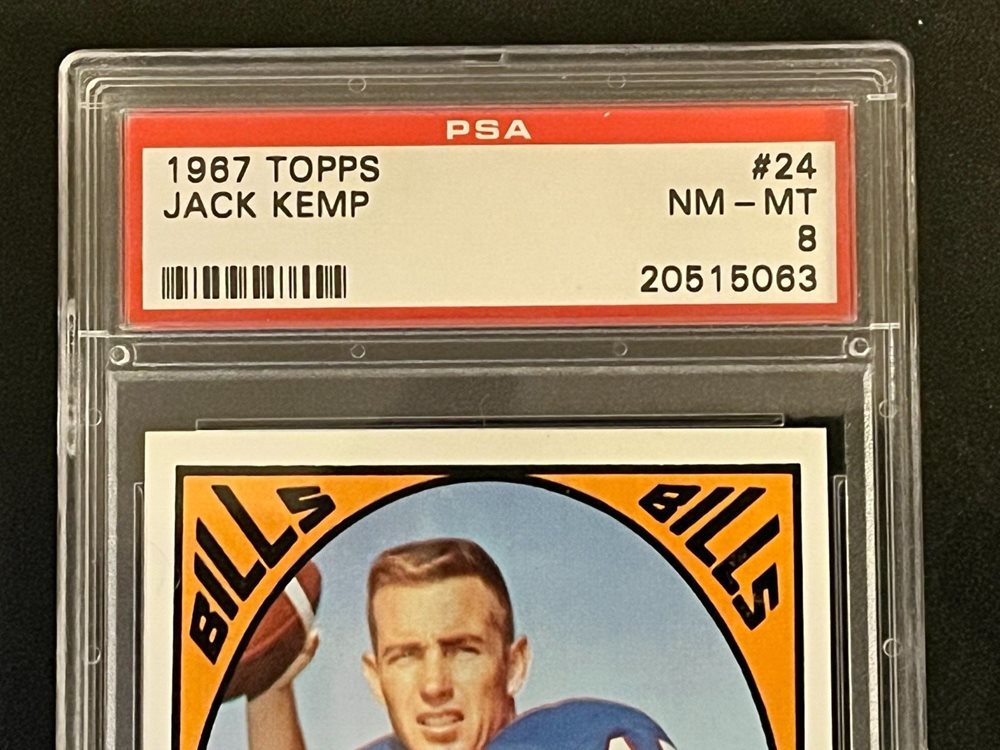 PSA
1967 TOPPS #24
JACK KEMP NM-MT
8
20515063
BILLS BILLS